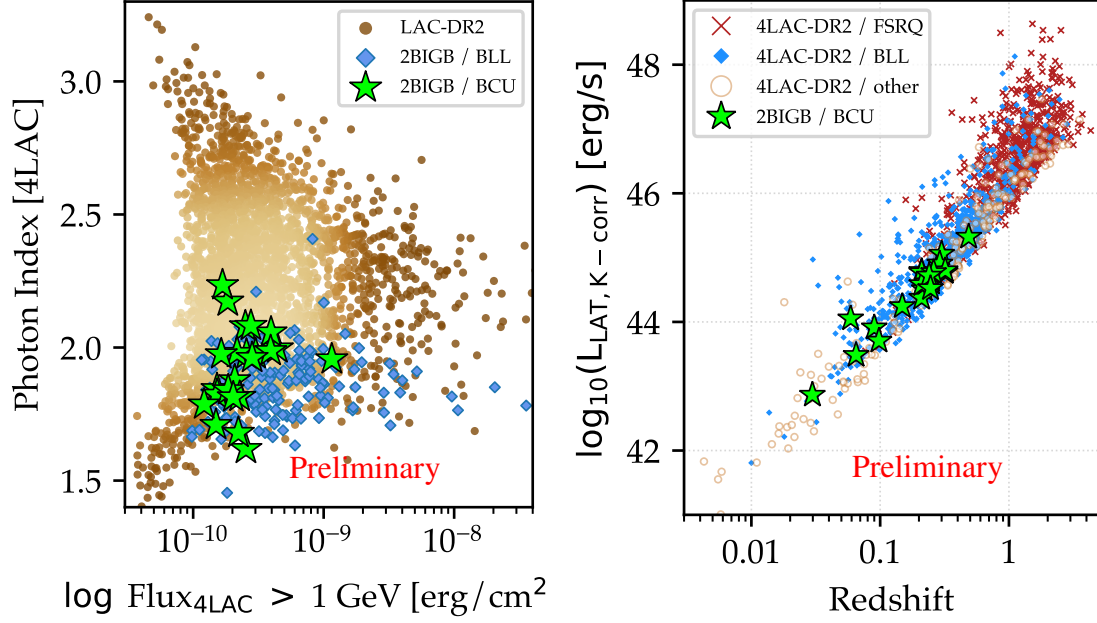 Photon Index [4LAC]
3.0
2.5
2.0
1.5
LAC-DR2
2BIGB / BLL
2BIGB / BCU
Preliminary
10⁻¹⁰
10⁻⁹
10⁻⁸
log Flux₄LAC > 1 GeV [erg/cm²
log₁₀(L_LAT, K−corr) [erg/s]
48
46
44
42
4LAC-DR2 / FSRQ
4LAC-DR2 / BLL
4LAC-DR2 / other
2BIGB / BCU
Preliminary
0.01
0.1
1
Redshift